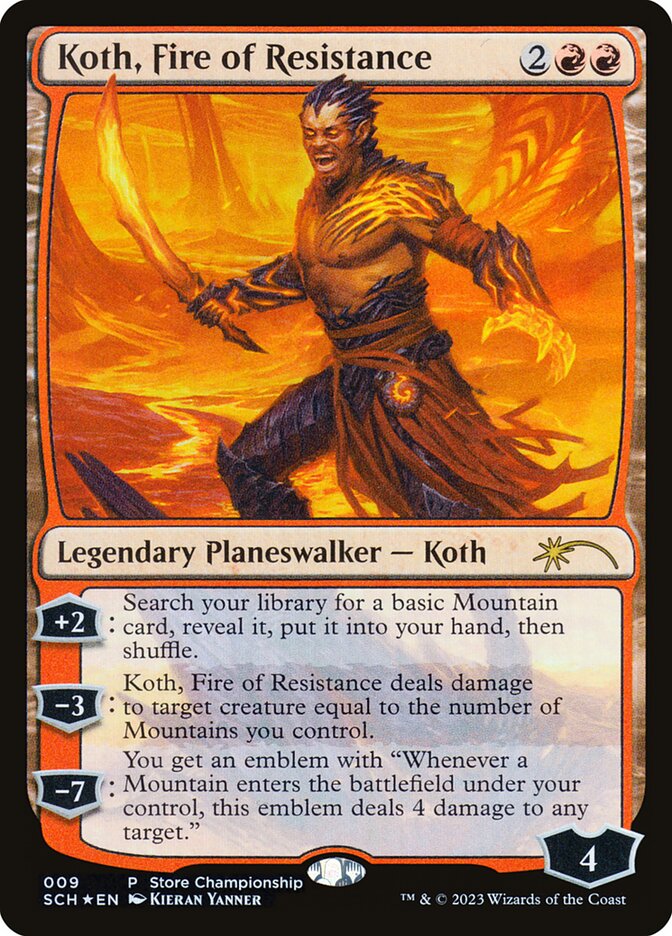 Koth, Fire of Resistance 2
Legendary Planeswalker — Koth
+2 : Search your library for a basic Mountain
card, reveal it, put it into your hand, then
shuffle.
−3 : Koth, Fire of Resistance deals damage
to target creature equal to the number of
Mountains you control.
−7 : You get an emblem with “Whenever a
Mountain enters the battlefield under your
control, this emblem deals 4 damage to any
target.”
4
009 P Store Championship
SCH★EN Kieran Yanner
™ & © 2023 Wizards of the Coast